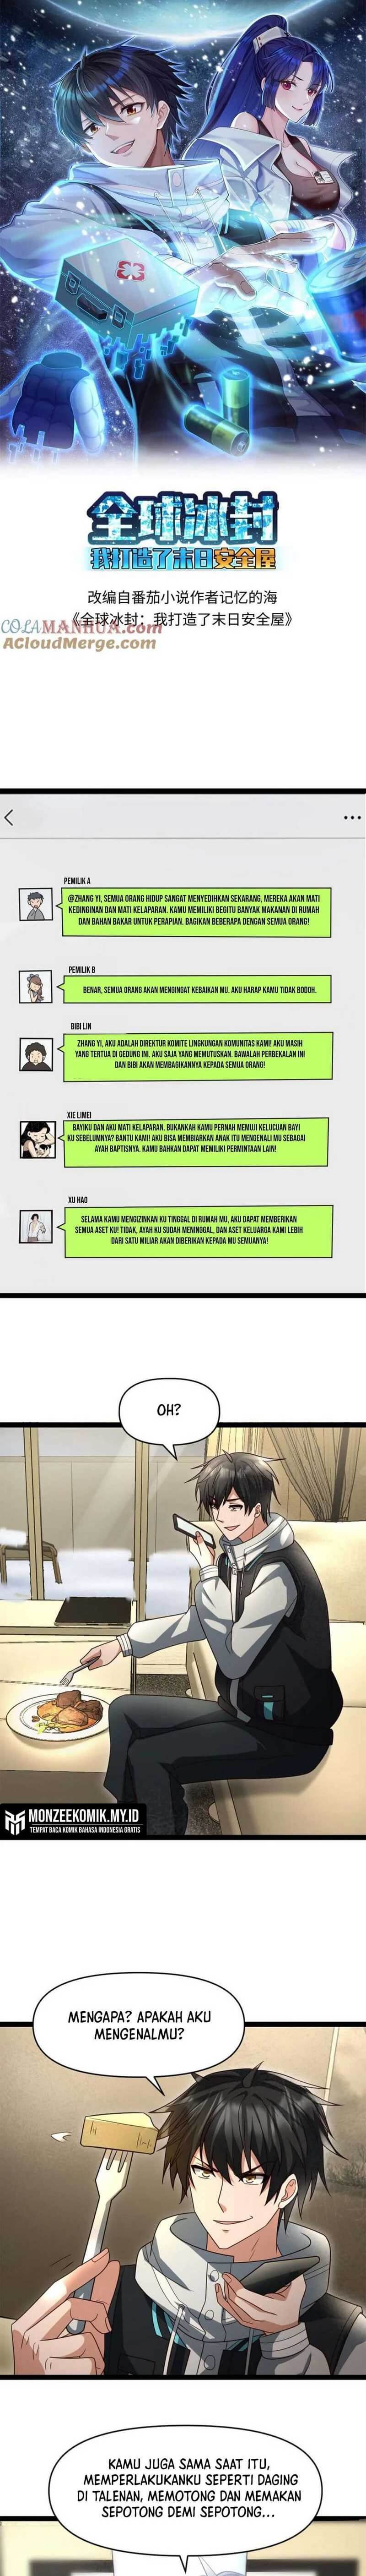 全球冰封
我打造了末日安全屋
改编自番茄小说作者记忆的海
《全球冰封：我打造了末日安全屋》
COLAMANHUA.COM
ACloudMerge.com
PEMILIK A
@ZHANG YI, SEMUA ORANG HIDUP SANGAT MENYEDIHKAN SEKARANG, MEREKA AKAN MATI
KEDINGINAN DAN MATI KELAPARAN. KAMU MEMILIKI BEGITU BANYAK MAKANAN DI RUMAH
DAN BAHAN BAKAR UNTUK PERAPIAN. BAGIKAN BEBERAPA DENGAN SEMUA ORANG!
PEMILIK B
BENAR, SEMUA ORANG AKAN MENGINGAT KEBAIKAN MU. AKU HARAP KAMU TIDAK BODOH.
BIBI LIN
ZHANG YI, AKU ADALAH DIREKTUR KOMITE LINGKUNGAN KOMUNITAS KAMI! AKU MASIH
YANG TERTUA DI GEDUNG INI. AKU SAJA YANG MEMUTUSKAN. BAWALAH PERBEKALAN INI
DAN BIBI AKAN MEMBAGIKANNYA KEPADA SEMUA ORANG!
XIE LIMEI
BAYIKU DAN AKU MATI KELAPARAN. BUKANKAH KAMU PERNAH MEMUJI KELUCUAN BAYI
KU SEBELUMNYA? BANTU KAMI! AKU BISA MEMBIARKAN ANAK ITU MENGENALI MU SEBAGAI
AYAH BAPTISNYA. KAMU BAHKAN DAPAT MEMILIKI PERMINTAAN LAIN!
XU HAO
SELAMA KAMU MENGIZINKAN KU TINGGAL DI RUMAH MU, AKU DAPAT MEMBERIKAN
SEMUA ASET KU! TIDAK, AYAH KU SUDAH MENINGGAL, DAN ASET KELUARGA KAMI LEBIH
DARI SATU MILIAR AKAN DIBERIKAN KEPADA MU SEMUANYA!
OH?
MONZEEKOMIK.MY.ID
TEMPAT BACA KOMIK BAHASA INDONESIA GRATIS
MENGAPA? APAKAH AKU
MENGENALMU?
KAMU JUGA SAMA SAAT ITU,
MEMPERLAKUKANKU SEPERTI DAGING
DI TALENAN, MEMOTONG DAN MEMAKAN
SEPOTONG DEMI SEPOTONG...